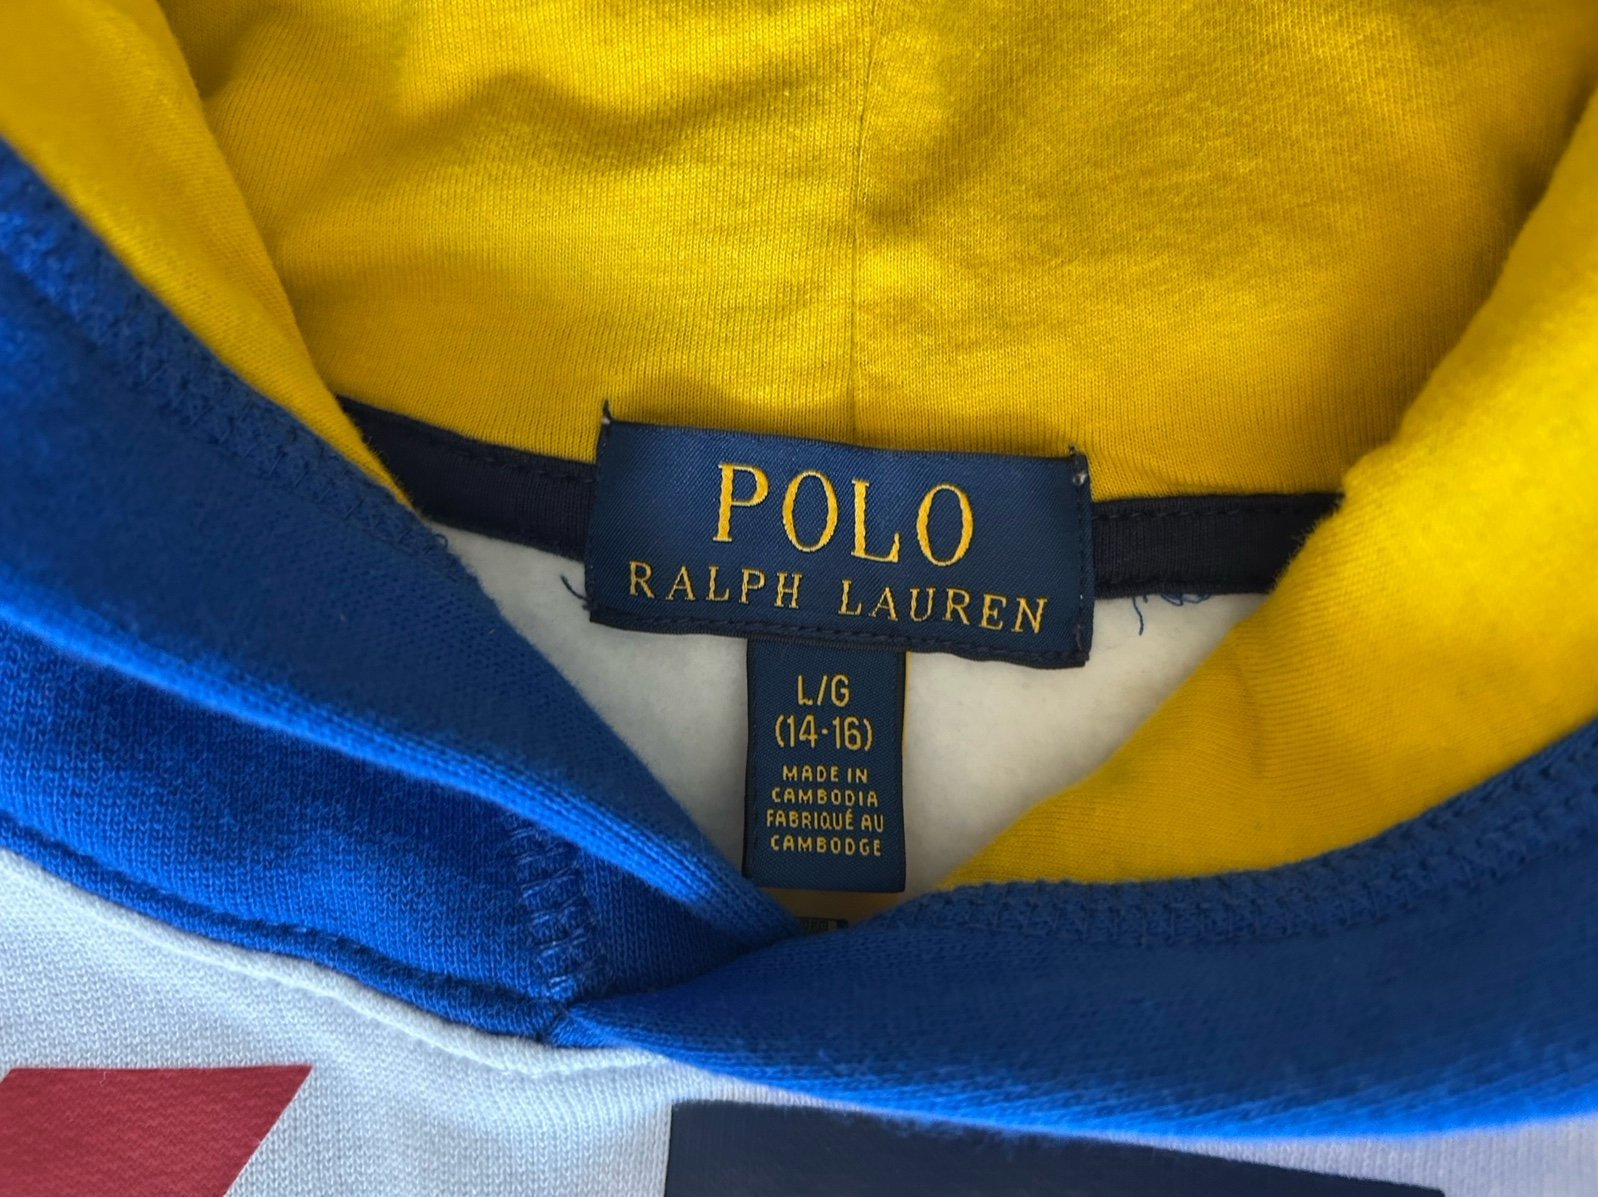 POLO
RALPH LAUREN
L/G
(14-16)
MADE IN
CAMBODIA
FABRIQUÉ AU
CAMBODGE